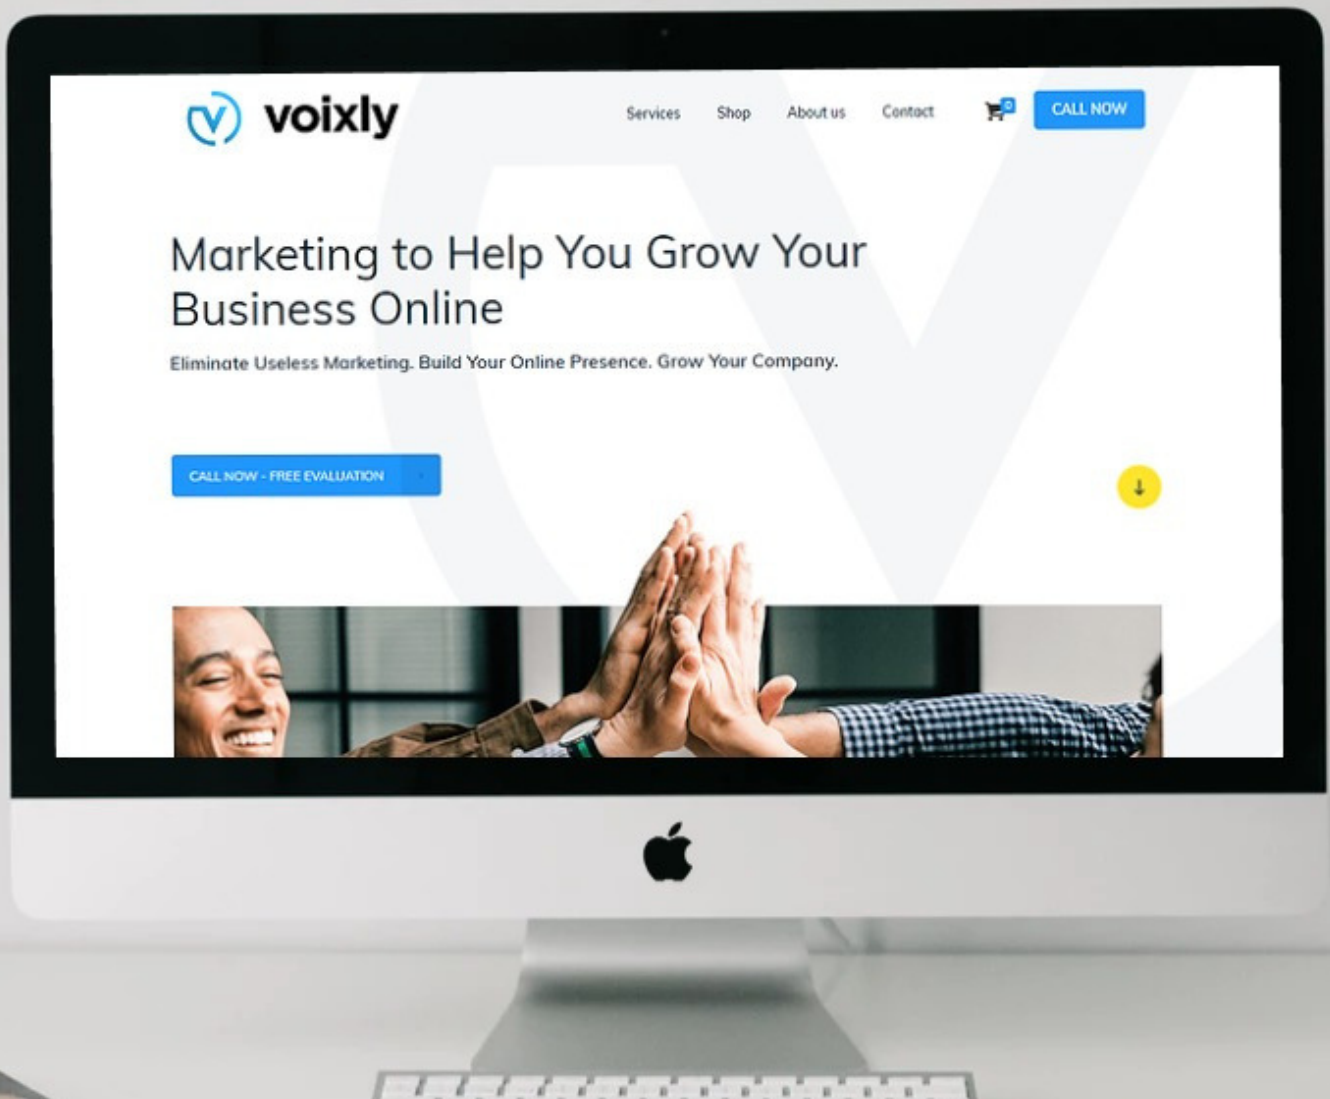 voixly
Services Shop About us Contact 0 CALL NOW
Marketing to Help You Grow Your
Business Online
Eliminate Useless Marketing. Build Your Online Presence. Grow Your Company.
CALL NOW - FREE EVALUATION